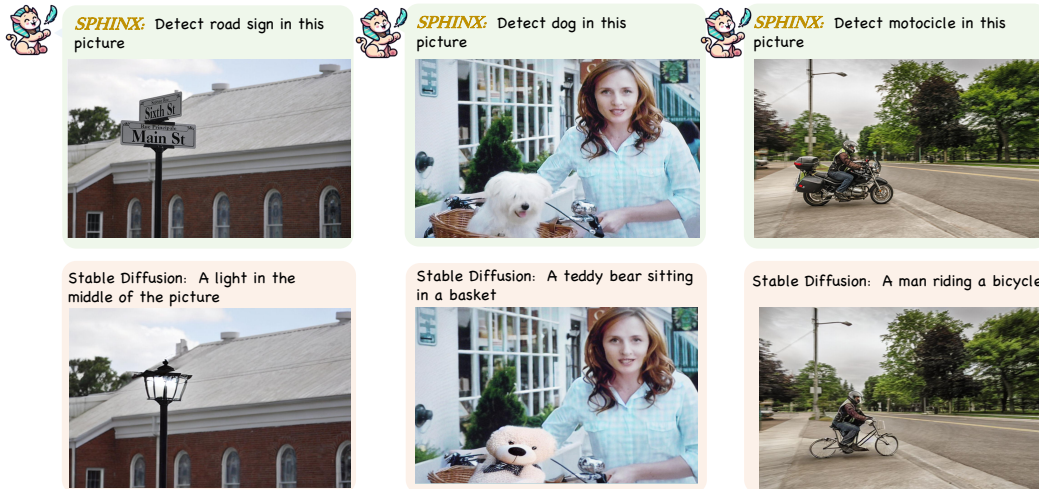 SPHINX: Detect road sign in this
picture
SPHINX: Detect dog in this
picture
SPHINX: Detect motocicle in this
picture
Sixth St
Main St
Stable Diffusion: A light in the
middle of the picture
Stable Diffusion: A teddy bear sitting
in a basket
Stable Diffusion: A man riding a bicycle